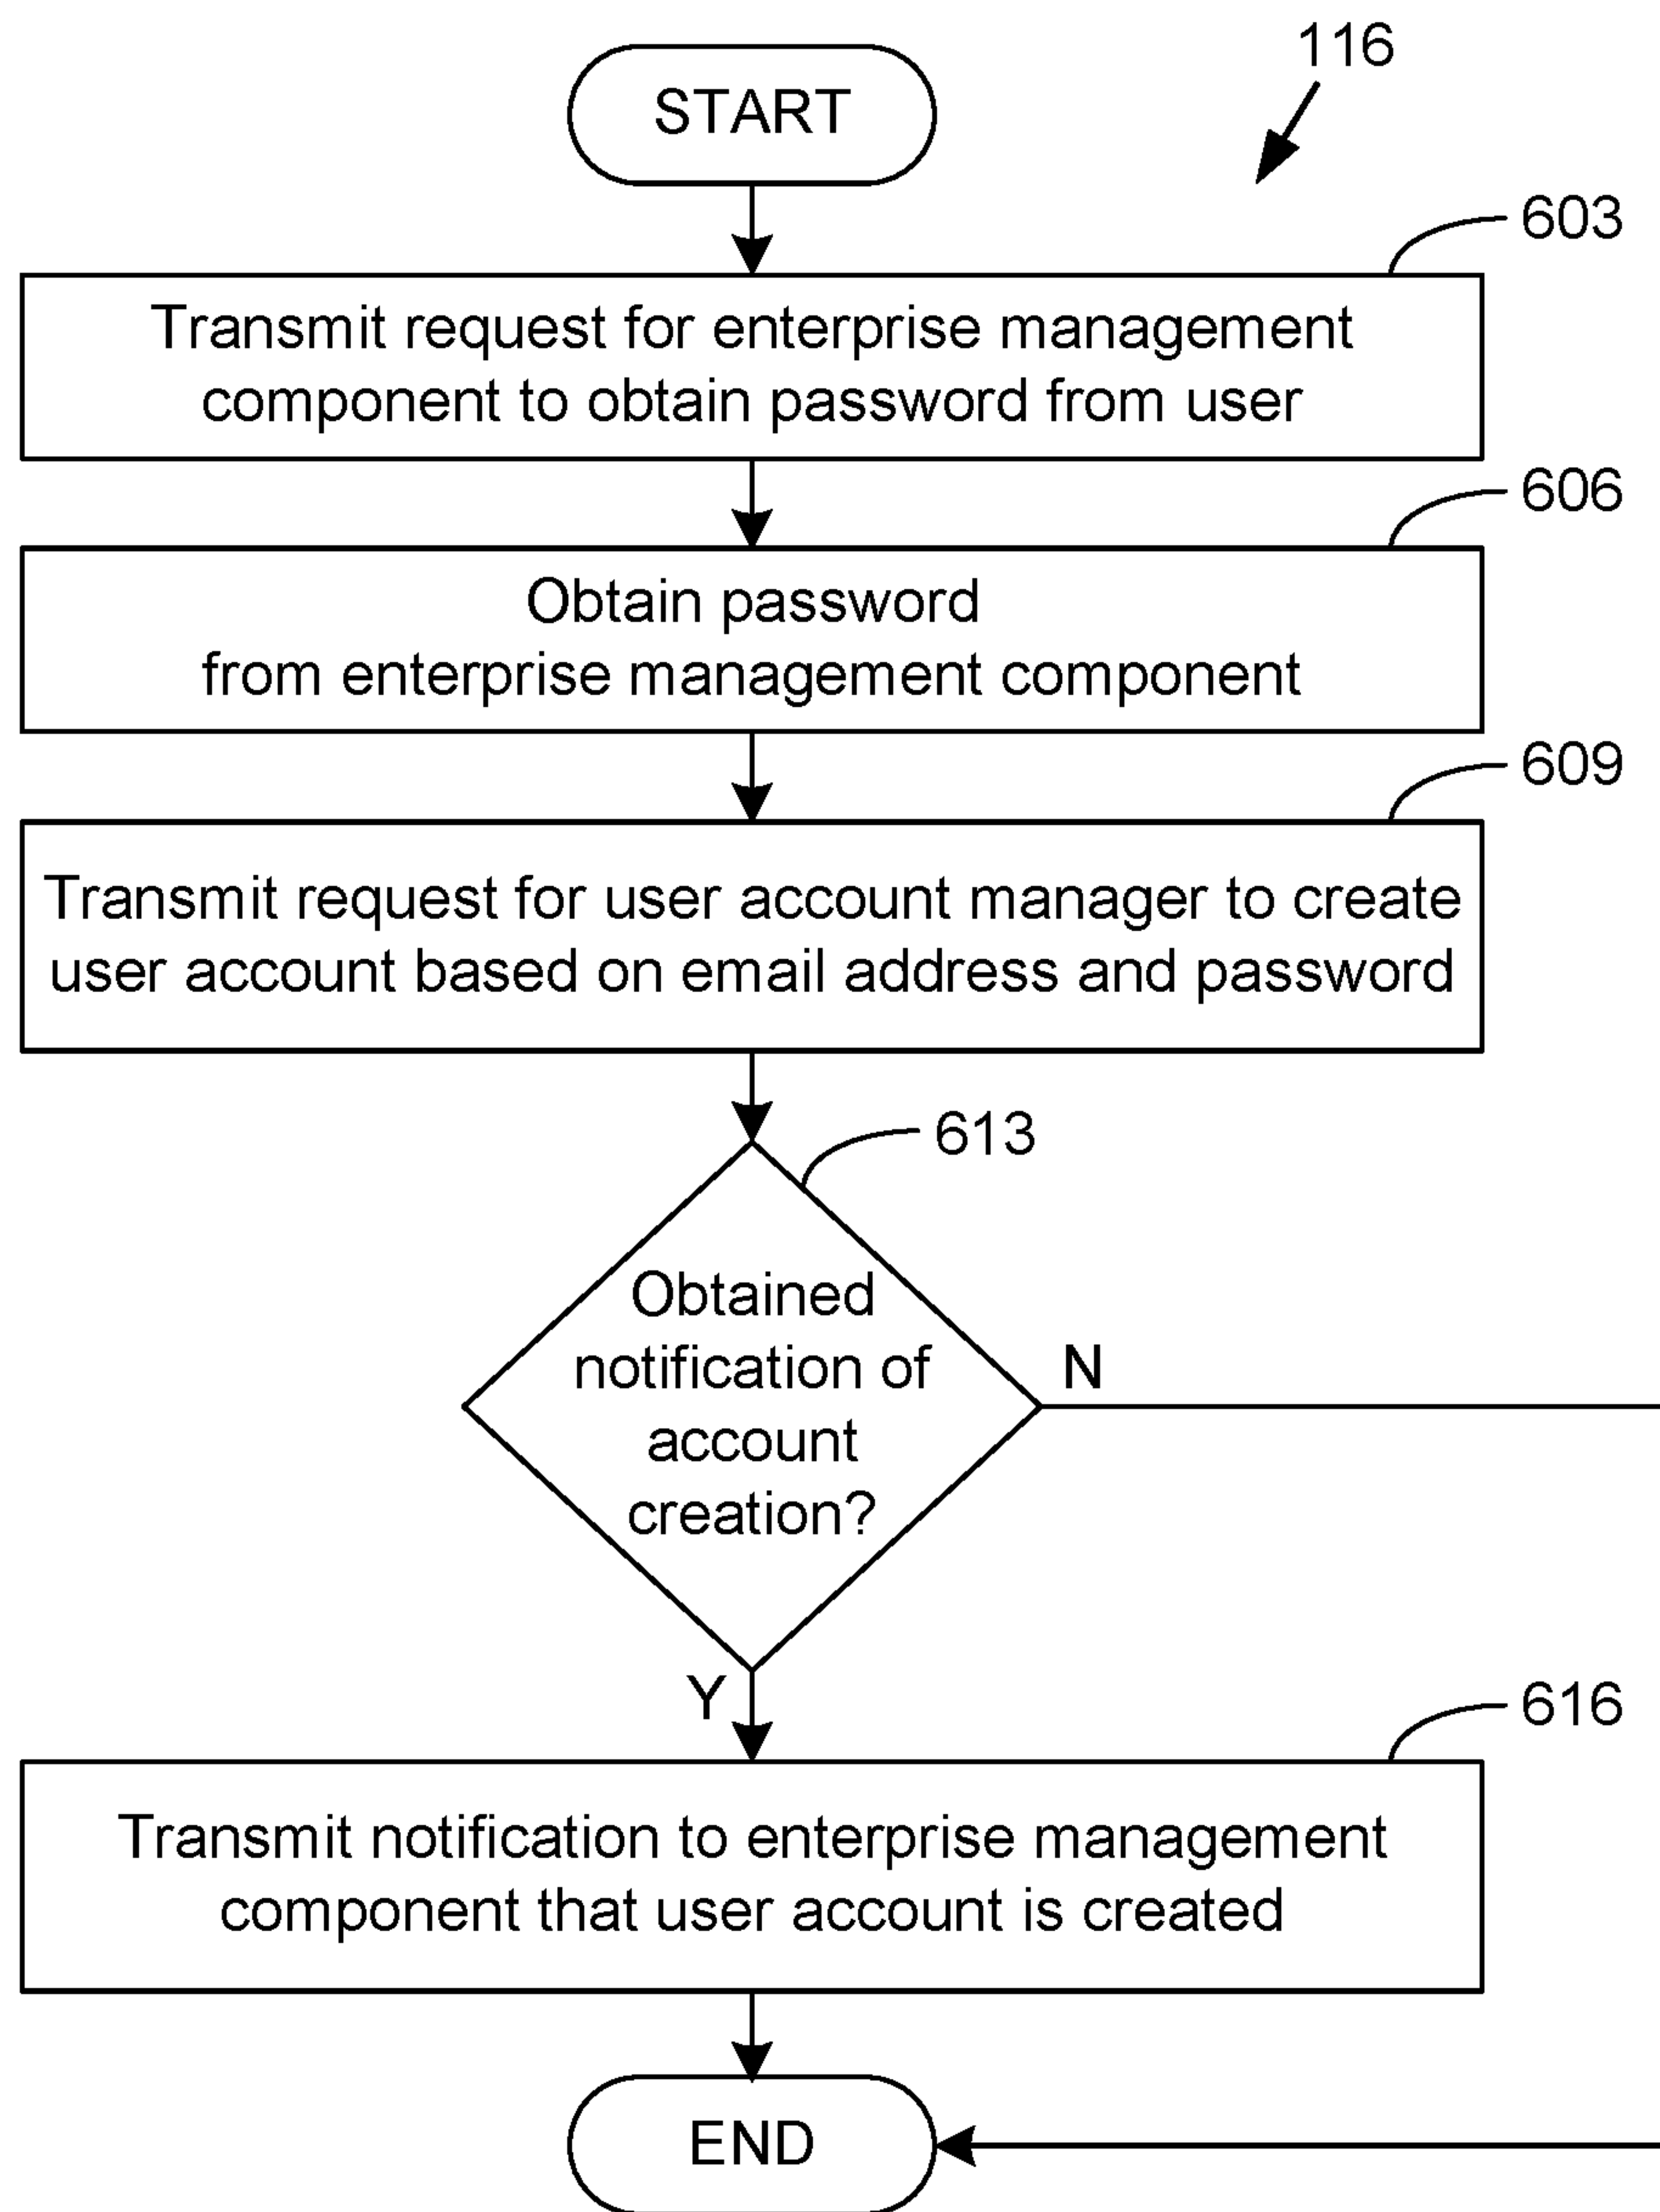 116
START
603
Transmit request for enterprise management
component to obtain password from user
606
Obtain password
from enterprise management component
609
Transmit request for user account manager to create
user account based on email address and password
613
Obtained
notification of
account
creation?
N
Y
616
Transmit notification to enterprise management
component that user account is created
END